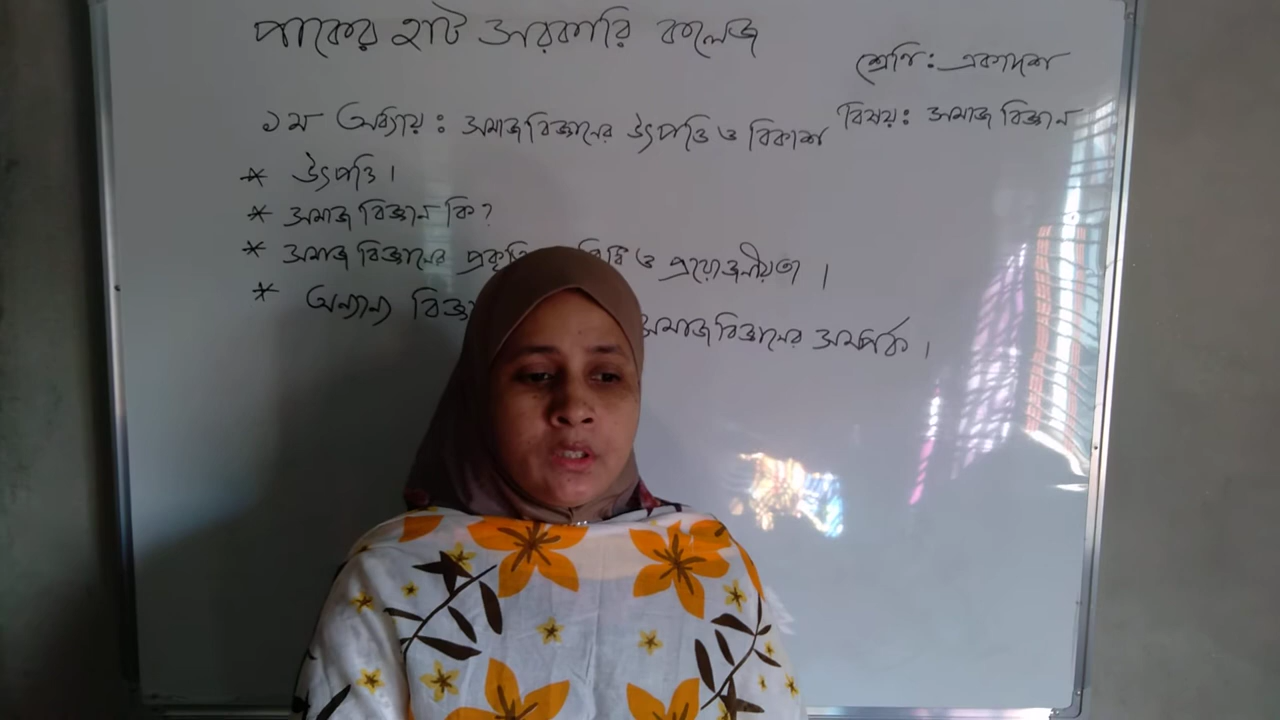 পাকের হাট সরকারি কলেজ
শ্রেণি: একাদশ
বিষয়: সমাজ বিজ্ঞান
১ম অধ্যায়: সমাজবিজ্ঞানের উৎপত্তি ও বিকাশ
* উৎপত্তি।
* সমাজ বিজ্ঞান কি?
* সমাজ বিজ্ঞানের প্রকৃতি ও প্রয়োজনীয়তা।
* অন্যান্য সমাজবিজ্ঞানের সম্পর্ক।